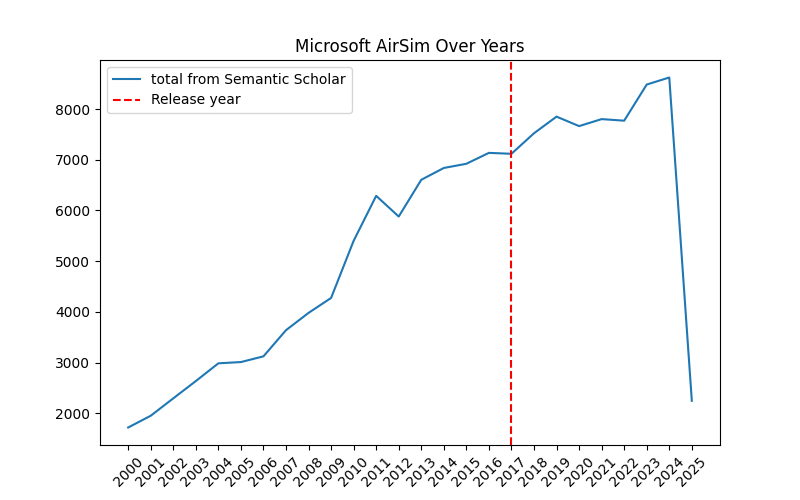 Microsoft AirSim Over Years
total from Semantic Scholar
Release year
8000
7000
6000
5000
4000
3000
2000
2000 2001 2002 2003 2004 2005 2006 2007 2008 2009 2010 2011 2012 2013 2014 2015 2016 2017 2018 2019 2020 2021 2022 2023 2024 2025